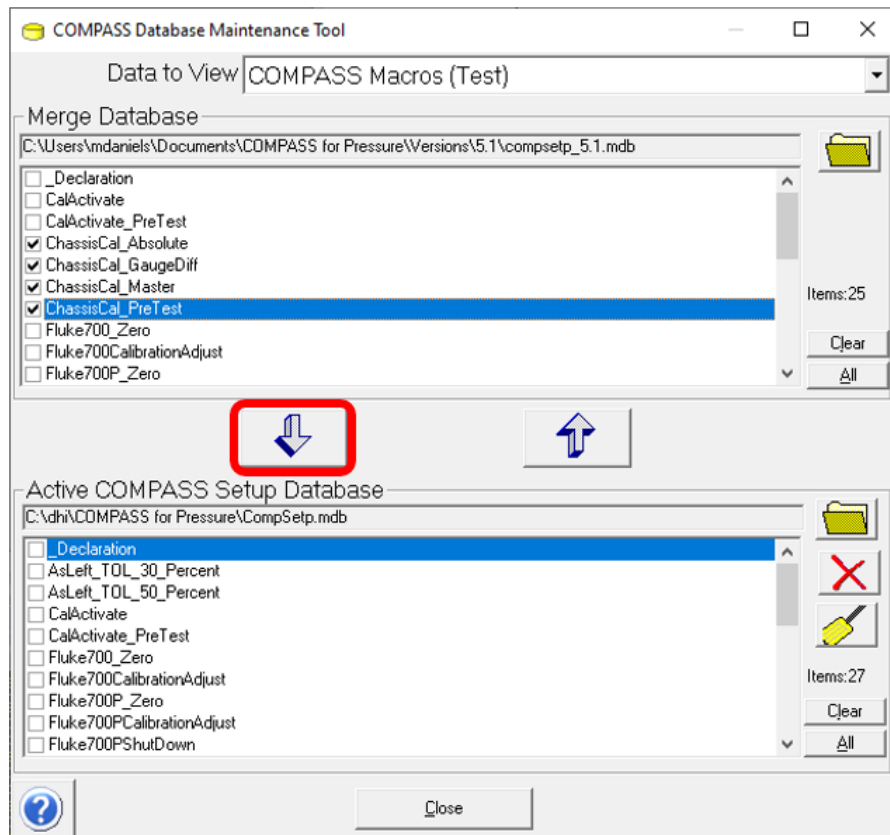 COMPASS Database Maintenance Tool
Data to View COMPASS Macros (Test)
Merge Database
C:\Users\mdaniels\Documents\COMPASS for Pressure\Versions\5.1\compsetp_5.1.mdb
_Declaration
CalActivate
CalActivate_PreTest
ChassisCal_Absolute
ChassisCal_GaugeDiff
ChassisCal_Master
ChassisCal_PreTest
Fluke700_Zero
Fluke700CalibrationAdjust
Fluke700P_Zero
Items:25
Clear
All
Active COMPASS Setup Database
C:\dhi\COMPASS for Pressure\CompSetp.mdb
_Declaration
AsLeft_TOL_30_Percent
AsLeft_TOL_50_Percent
CalActivate
CalActivate_PreTest
Fluke700_Zero
Fluke700CalibrationAdjust
Fluke700P_Zero
Fluke700PCalibrationAdjust
Fluke700PShutDown
Items:27
Clear
All
?
Close